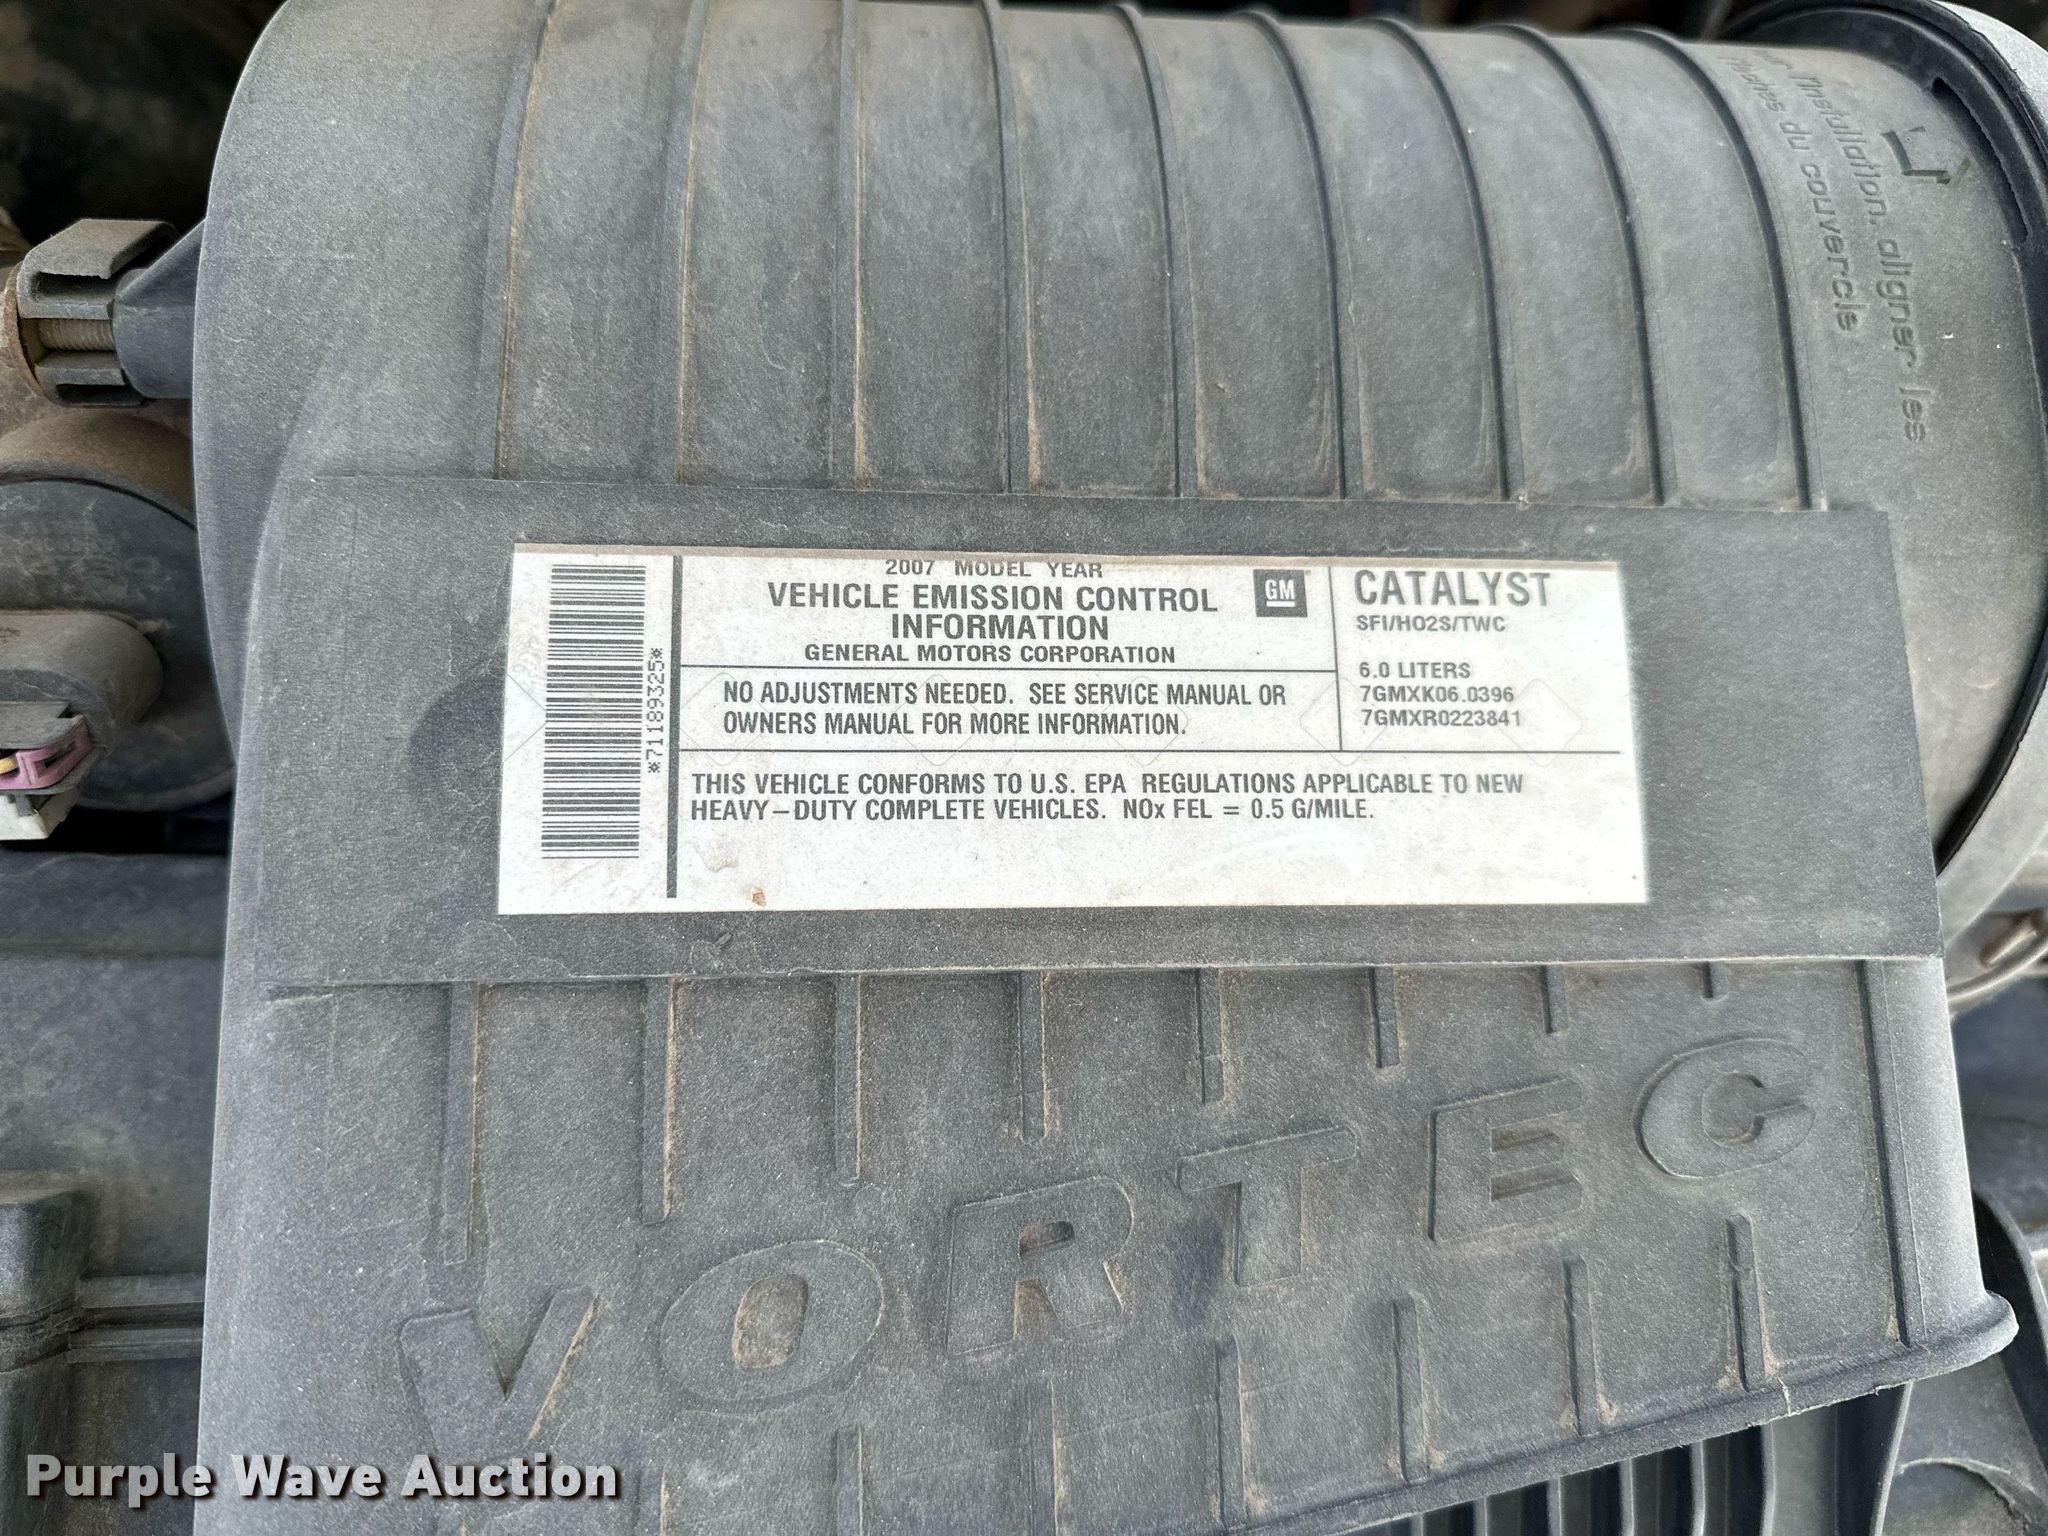 l'installation, aligner les
fleches du couvercle
2007 MODEL YEAR
VEHICLE EMISSION CONTROL
INFORMATION
GENERAL MOTORS CORPORATION
GM
NO ADJUSTMENTS NEEDED. SEE SERVICE MANUAL OR
OWNERS MANUAL FOR MORE INFORMATION.
CATALYST
SFI/HO2S/TWC
6.0 LITERS
7GMXK06.0396
7GMXR0223841
*71189325*
THIS VEHICLE CONFORMS TO U.S. EPA REGULATIONS APPLICABLE TO NEW
HEAVY–DUTY COMPLETE VEHICLES. NOx FEL = 0.5 G/MILE.
VORTEC
Purple Wave Auction